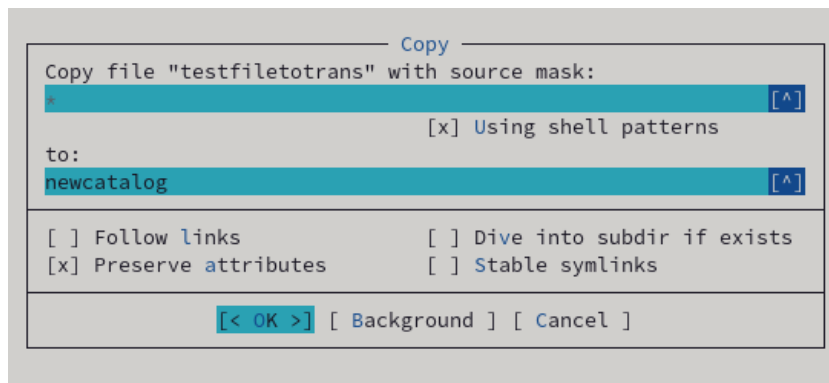 Copy
Copy file "testfiletotrans" with source mask:
* [^]
[x] Using shell patterns
to:
newcatalog [^]
[ ] Follow links [ ] Dive into subdir if exists
[x] Preserve attributes [ ] Stable symlinks
[< OK >] [ Background ] [ Cancel ]